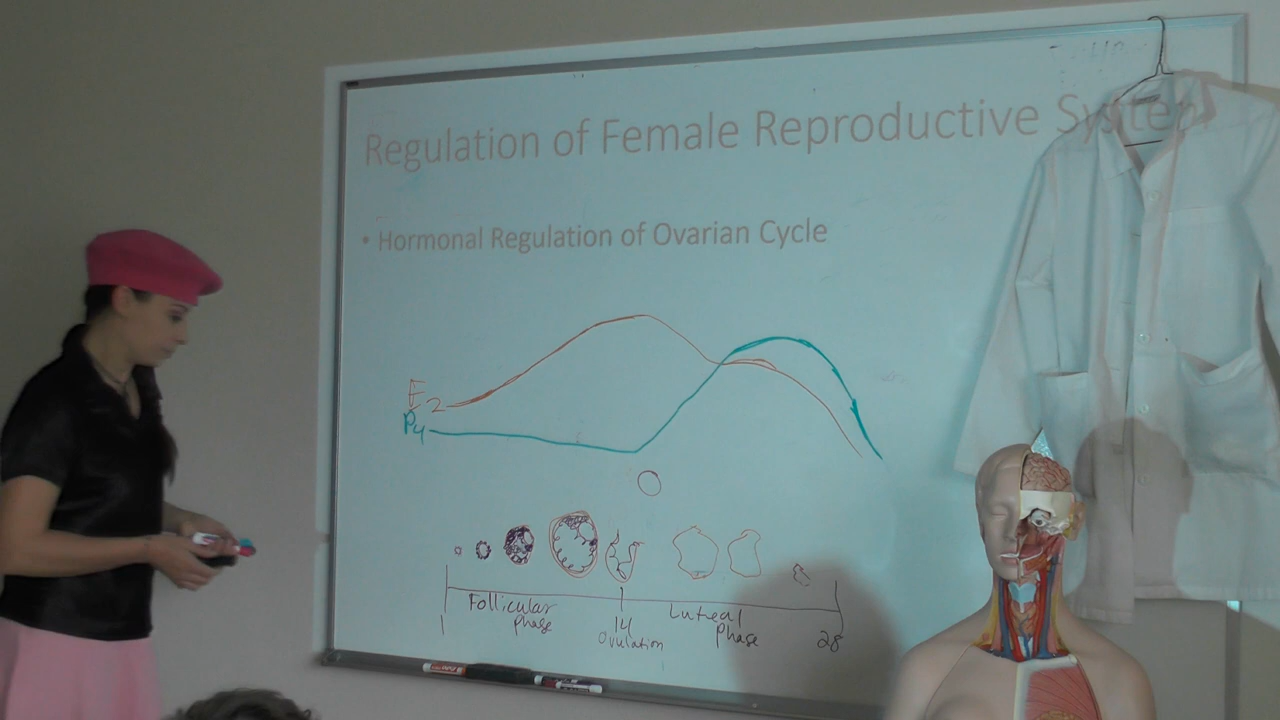 Regulation of Female Reproductive System
• Hormonal Regulation of Ovarian Cycle
E2
P4
Follicular Phase
Luteal Phase
1
14
Ovulation
28